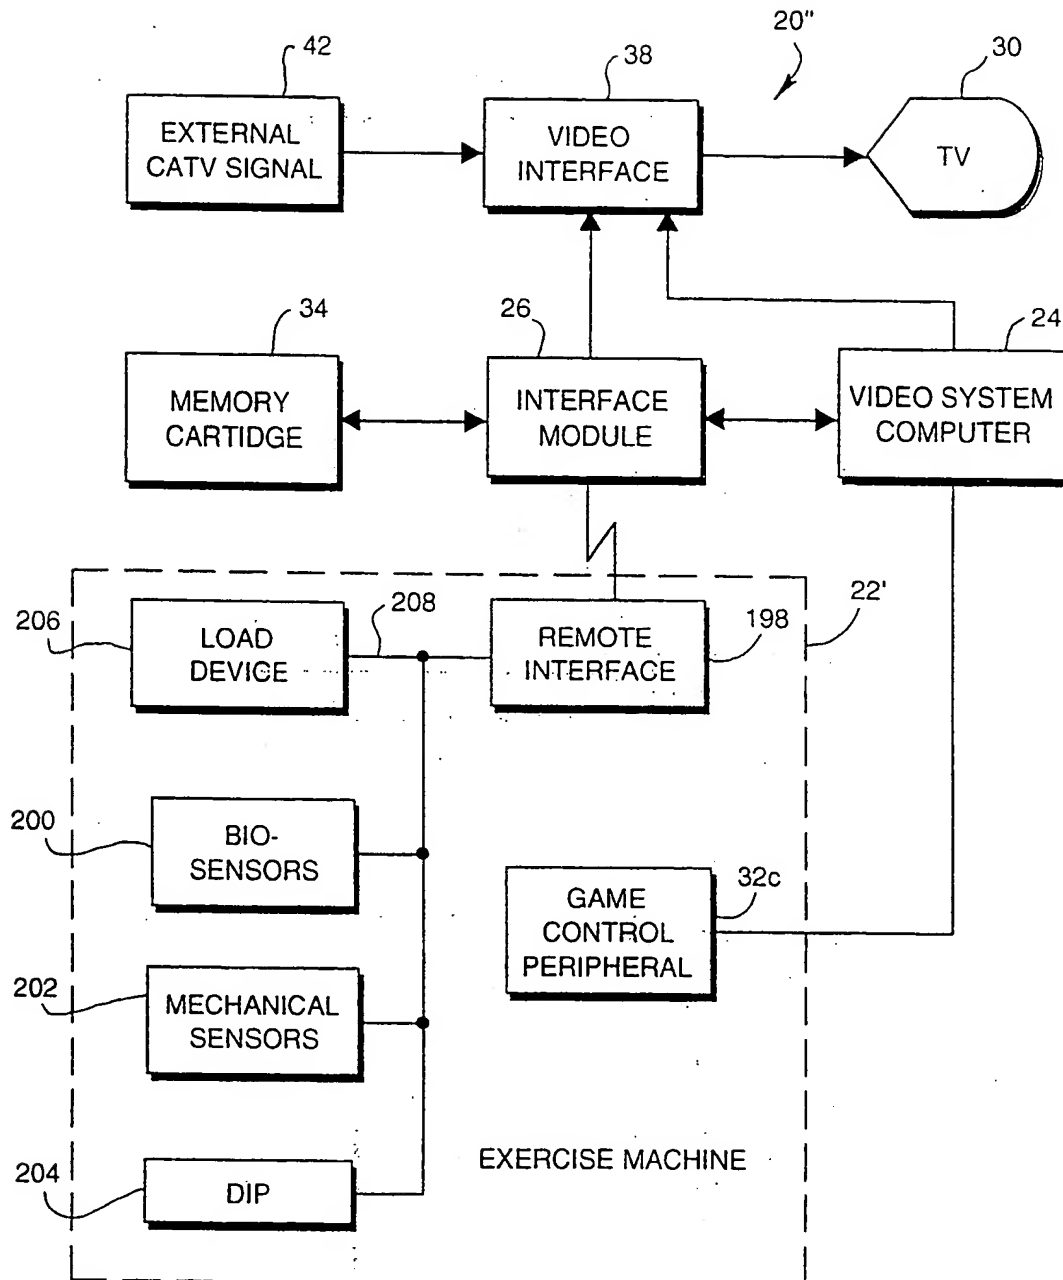 20"
42
38
30
EXTERNAL
CATV SIGNAL
VIDEO
INTERFACE
TV
34
26
24
MEMORY
CARTIDGE
INTERFACE
MODULE
VIDEO SYSTEM
COMPUTER
206
208
22'
LOAD
DEVICE
REMOTE
INTERFACE
198
200
BIO-
SENSORS
32c
GAME
CONTROL
PERIPHERAL
202
MECHANICAL
SENSORS
EXERCISE MACHINE
204
DIP